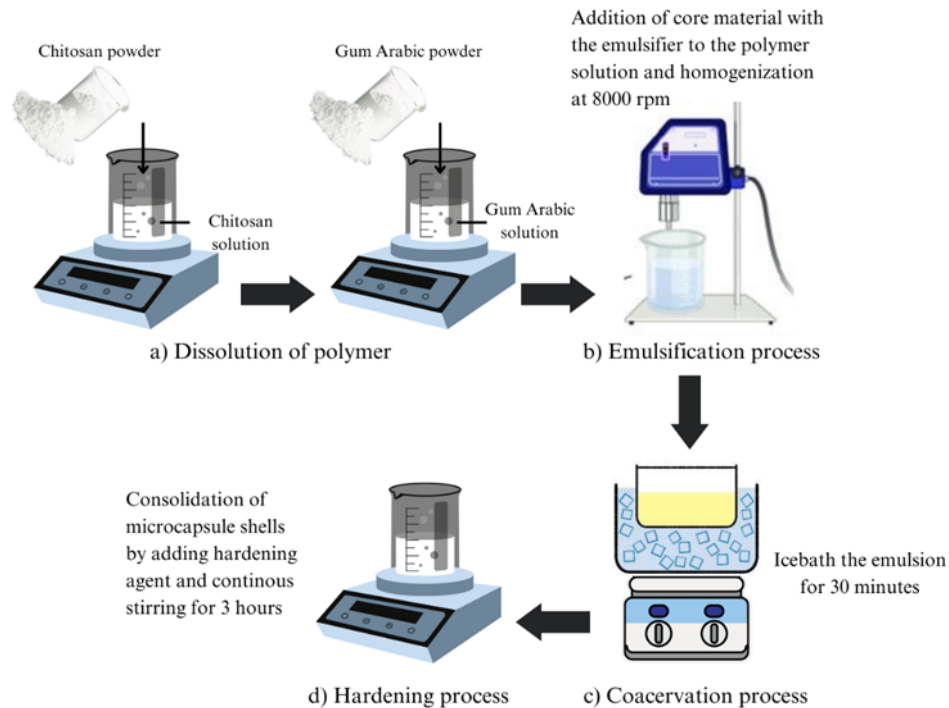 Chitosan powder
Gum Arabic powder
Addition of core material with
the emulsifier to the polymer
solution and homogenization
at 8000 rpm
Chitosan
solution
Gum Arabic
solution
a) Dissolution of polymer
b) Emulsification process
Consolidation of
microcapsule shells
by adding hardening
agent and continous
stirring for 3 hours
Icebath the emulsion
for 30 minutes
d) Hardening process
c) Coacervation process